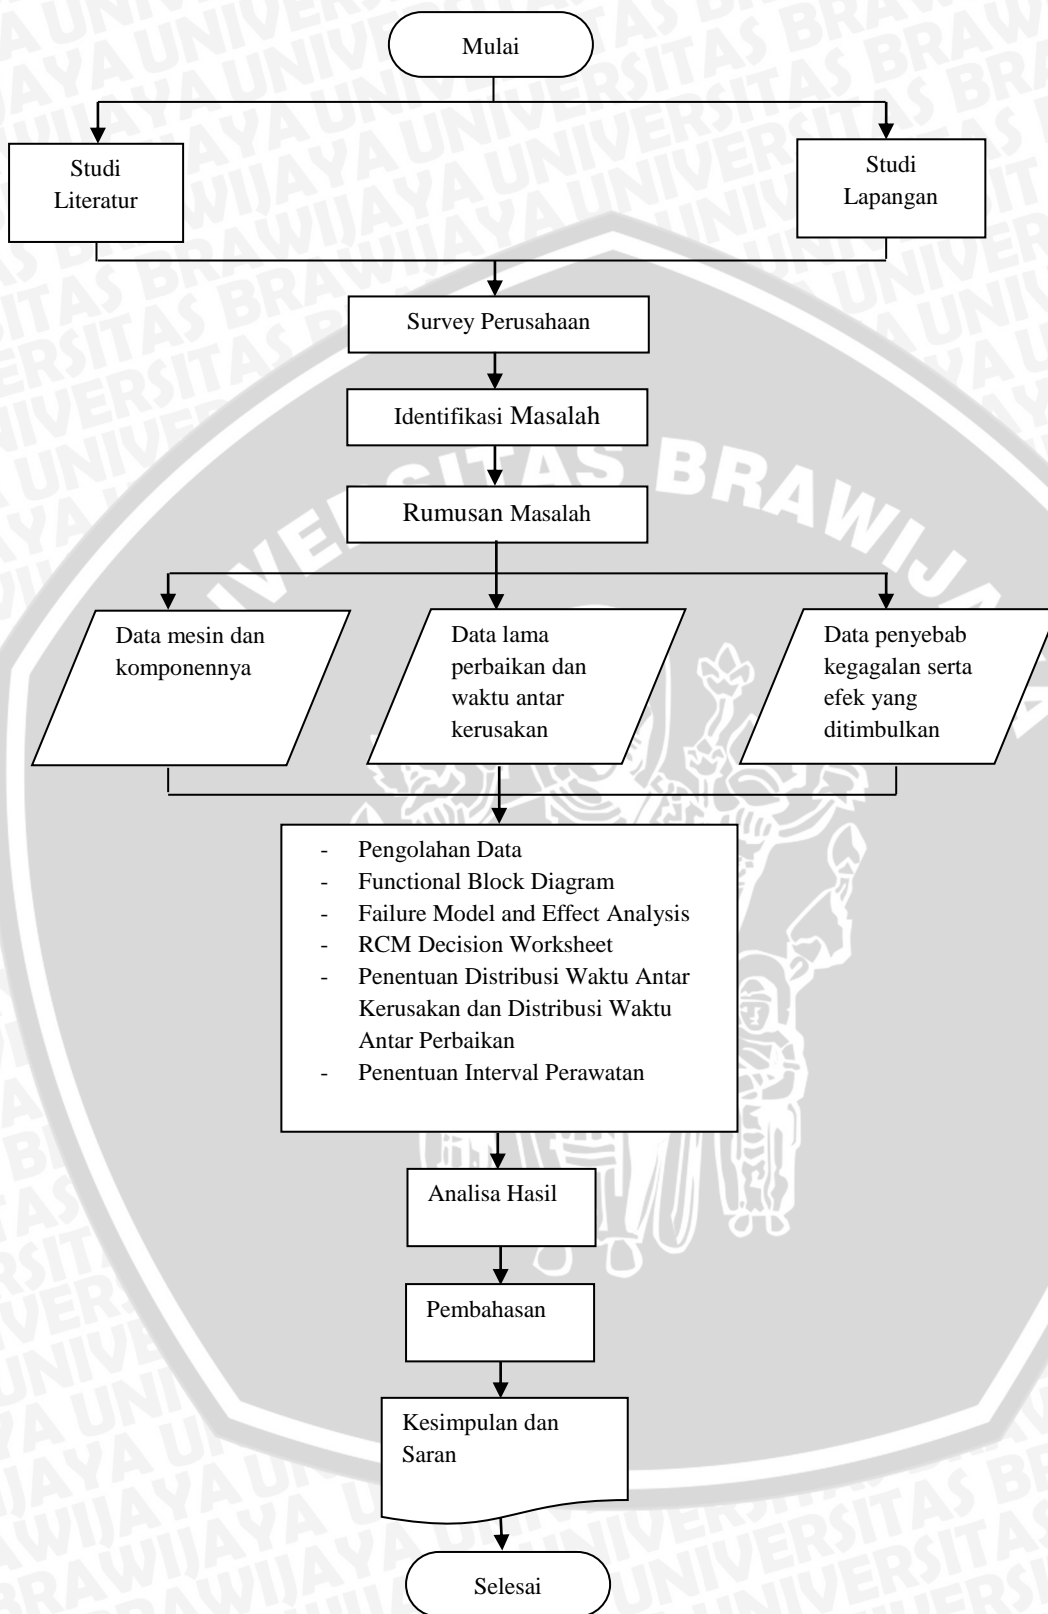 Mulai
Studi
Literatur
Studi
Lapangan
Survey Perusahaan
Identifikasi Masalah
Rumusan Masalah
Data mesin dan
komponennya
Data lama
perbaikan dan
waktu antar
kerusakan
Data penyebab
kegagalan serta
efek yang
ditimbulkan
- Pengolahan Data
- Functional Block Diagram
- Failure Model and Effect Analysis
- RCM Decision Worksheet
- Penentuan Distribusi Waktu Antar
Kerusakan dan Distribusi Waktu
Antar Perbaikan
- Penentuan Interval Perawatan
Analisa Hasil
Pembahasan
Kesimpulan dan
Saran
Selesai